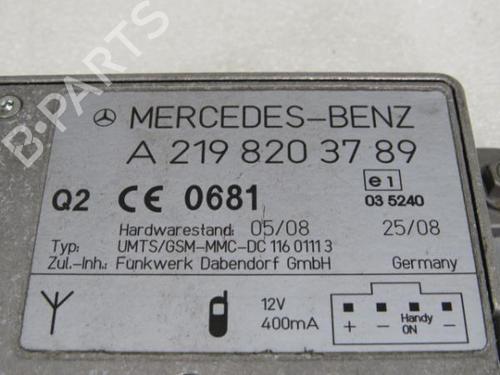 MERCEDES-BENZ
A 219 820 37 89
Q2 CE 0681 e1
03 5240
Hardwarestand: 05/08 25/08
Typ: UMTS/GSM-MMC-DC 116 0111 3
Zul.-Inh.: Funkwerk Dabendorf GmbH Germany
12V
400mA
+ - Handy ON -
B-PARTS